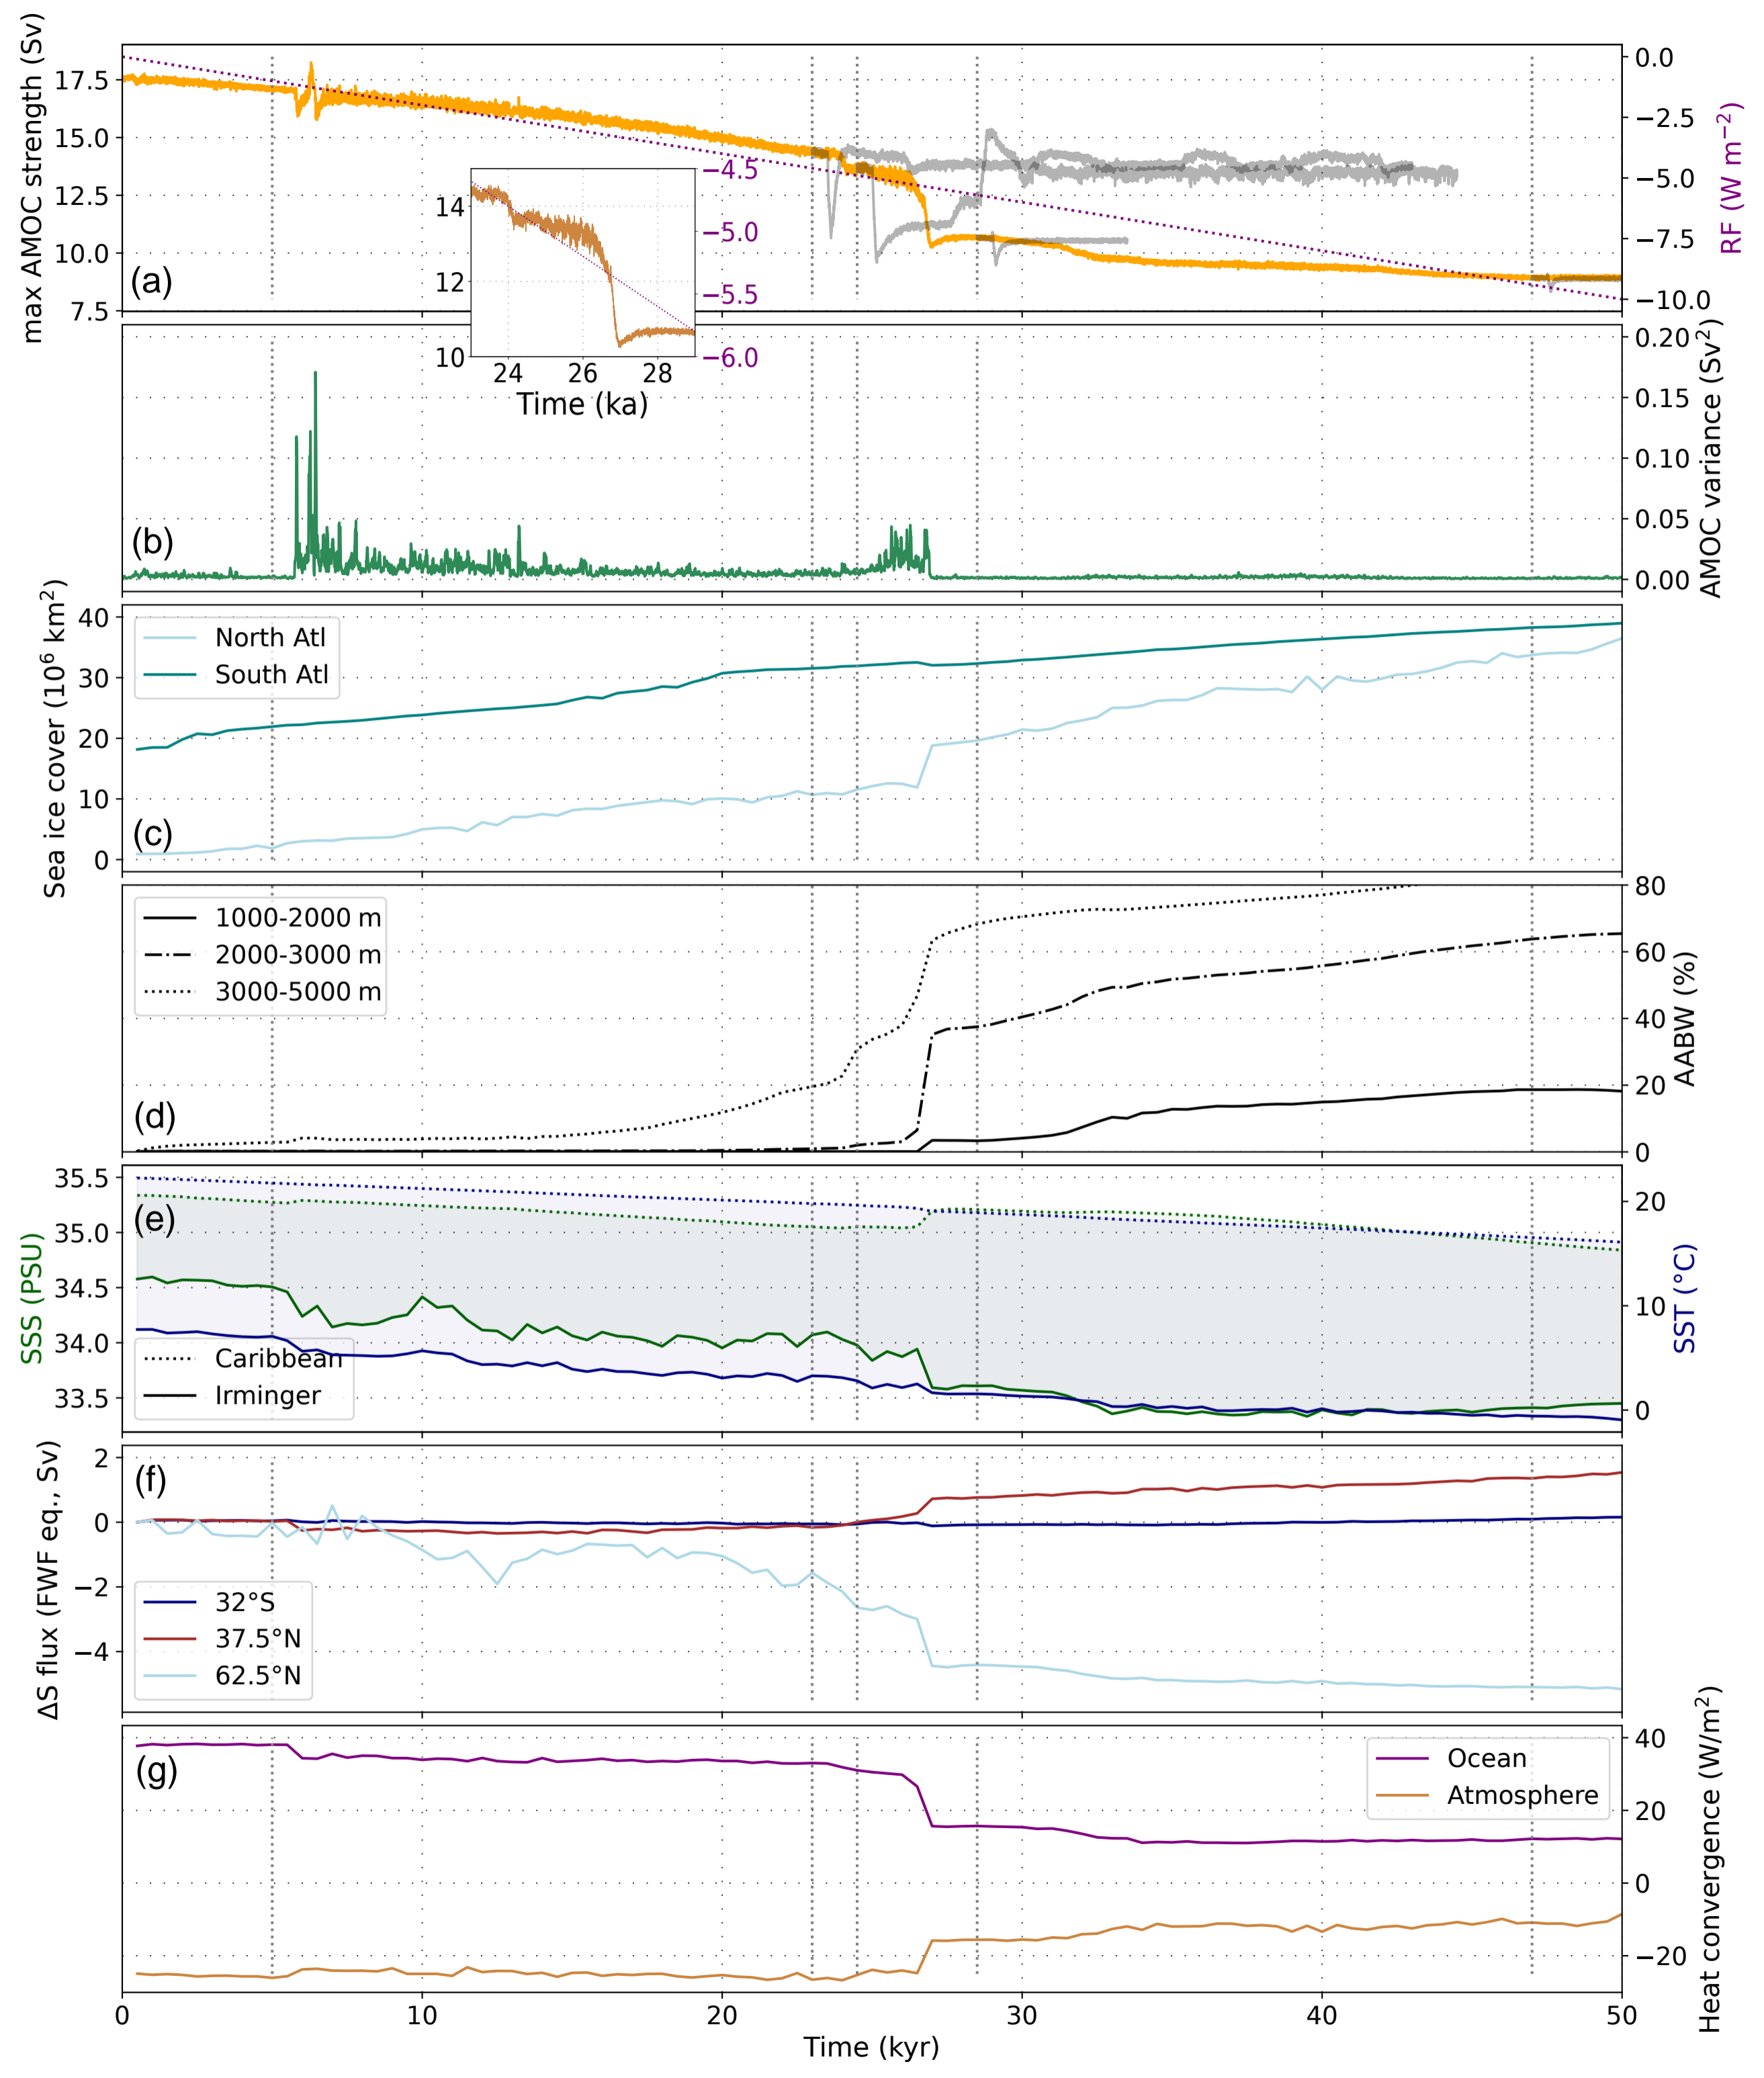 max AMOC strength (Sv)
17.5
15.0
12.5
10.0
7.5
(a)
0.0
−2.5
−5.0
−7.5
−10.0
RF (W m−2)
14
12
10
−4.5
−5.0
−5.5
−6.0
24 26 28
Time (ka)
(b)
0.20
0.15
0.10
0.05
0.00
AMOC variance (Sv2)
Sea ice cover (106 km2)
40
30
20
10
0
North Atl
South Atl
(c)
1000-2000 m
2000-3000 m
3000-5000 m
(d)
80
60
40
20
0
AABW (%)
SSS (PSU)
35.5
35.0
34.5
34.0
33.5
(e)
Caribbean
Irminger
20
10
0
SST (°C)
ΔS flux (FWF eq., Sv)
2
0
−2
−4
(f)
32°S
37.5°N
62.5°N
(g)
Ocean
Atmosphere
40
20
0
−20
Heat convergence (W/m2)
0 10 20 30 40 50
Time (kyr)